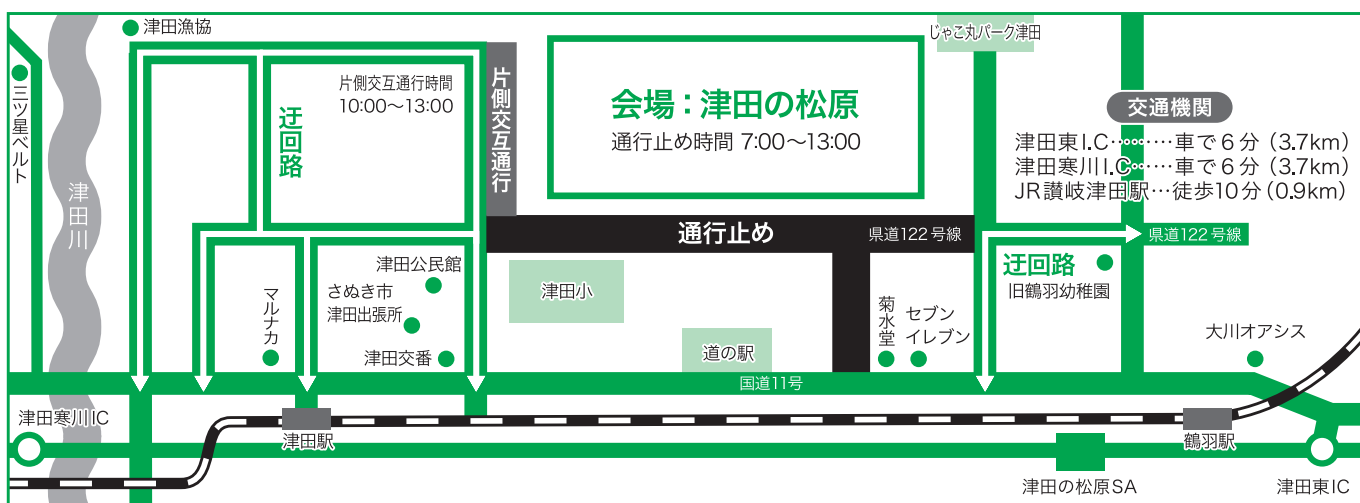 津田漁協
三ツ星ベルト
津田川
迂回路
片側交互通行時間
10:00〜13:00
片側交互通行
会場：津田の松原
通行止め時間 7:00〜13:00
じゃこ丸パーク津田
交通機関
津田東I.C………車で6分（3.7km）
津田寒川I.C……車で6分（3.7km）
JR讃岐津田駅…徒歩10分（0.9km）
通行止め
県道122号線
県道122号線
迂回路
旧鶴羽幼稚園
津田公民館
さぬき市
津田出張所
津田交番
マルナカ
津田小
道の駅
菊水堂
セブン
イレブン
大川オアシス
国道11号
津田寒川IC
津田駅
鶴羽駅
津田の松原SA
津田東IC